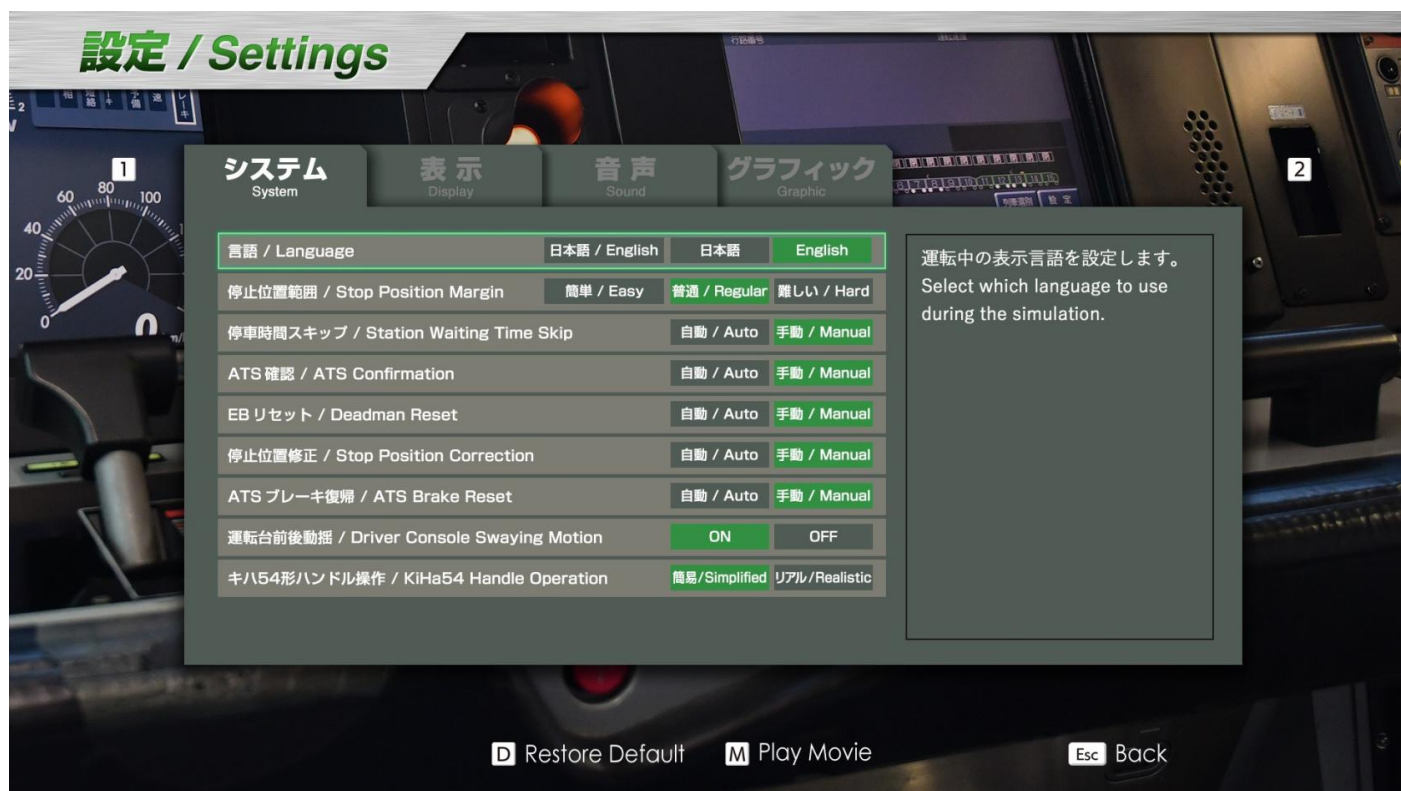 設定 / Settings
1
2
システム
System
表示
Display
音声
Sound
グラフィック
Graphic
言語 / Language 日本語 / English 日本語 English
停止位置範囲 / Stop Position Margin 簡単 / Easy 普通 / Regular 難しい / Hard
停車時間スキップ / Station Waiting Time Skip 自動 / Auto 手動 / Manual
ATS 確認 / ATS Confirmation 自動 / Auto 手動 / Manual
EB リセット / Deadman Reset 自動 / Auto 手動 / Manual
停止位置修正 / Stop Position Correction 自動 / Auto 手動 / Manual
ATS ブレーキ復帰 / ATS Brake Reset 自動 / Auto 手動 / Manual
運転台前後動揺 / Driver Console Swaying Motion ON OFF
キハ54形ハンドル操作 / KiHa54 Handle Operation 簡易/Simplified リアル/Realistic
運転中の表示言語を設定します。
Select which language to use
during the simulation.
0
20
40
60
80
100
0
D Restore Default M Play Movie Esc Back